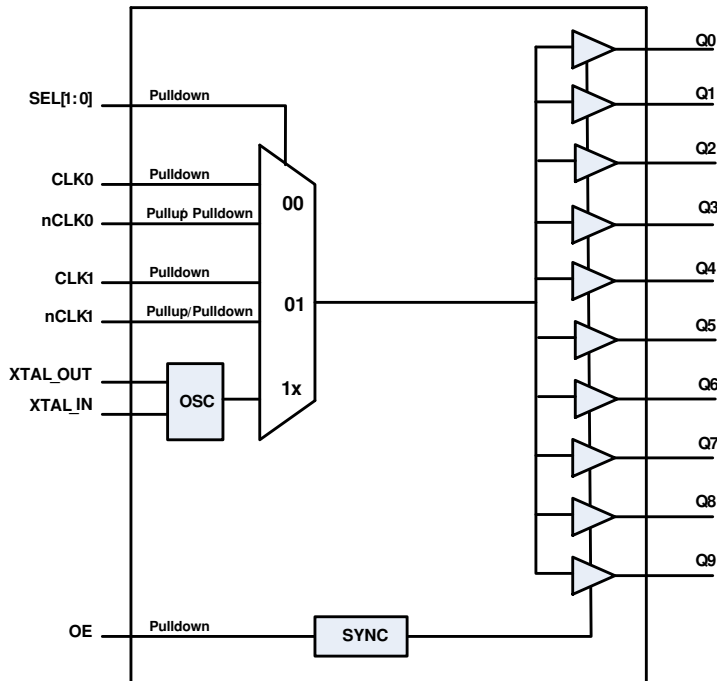 Q0
SEL[1:0] Pulldown
Q1
CLK0 Pulldown
Q2
00
nCLK0 Pullup/ Pulldown
Q3
CLK1 Pulldown
Q4
01
nCLK1 Pullup/Pulldown
Q5
XTAL_OUT
Q6
1x
OSC
XTAL_IN
Q7
Q8
Q9
OE Pulldown
SYNC